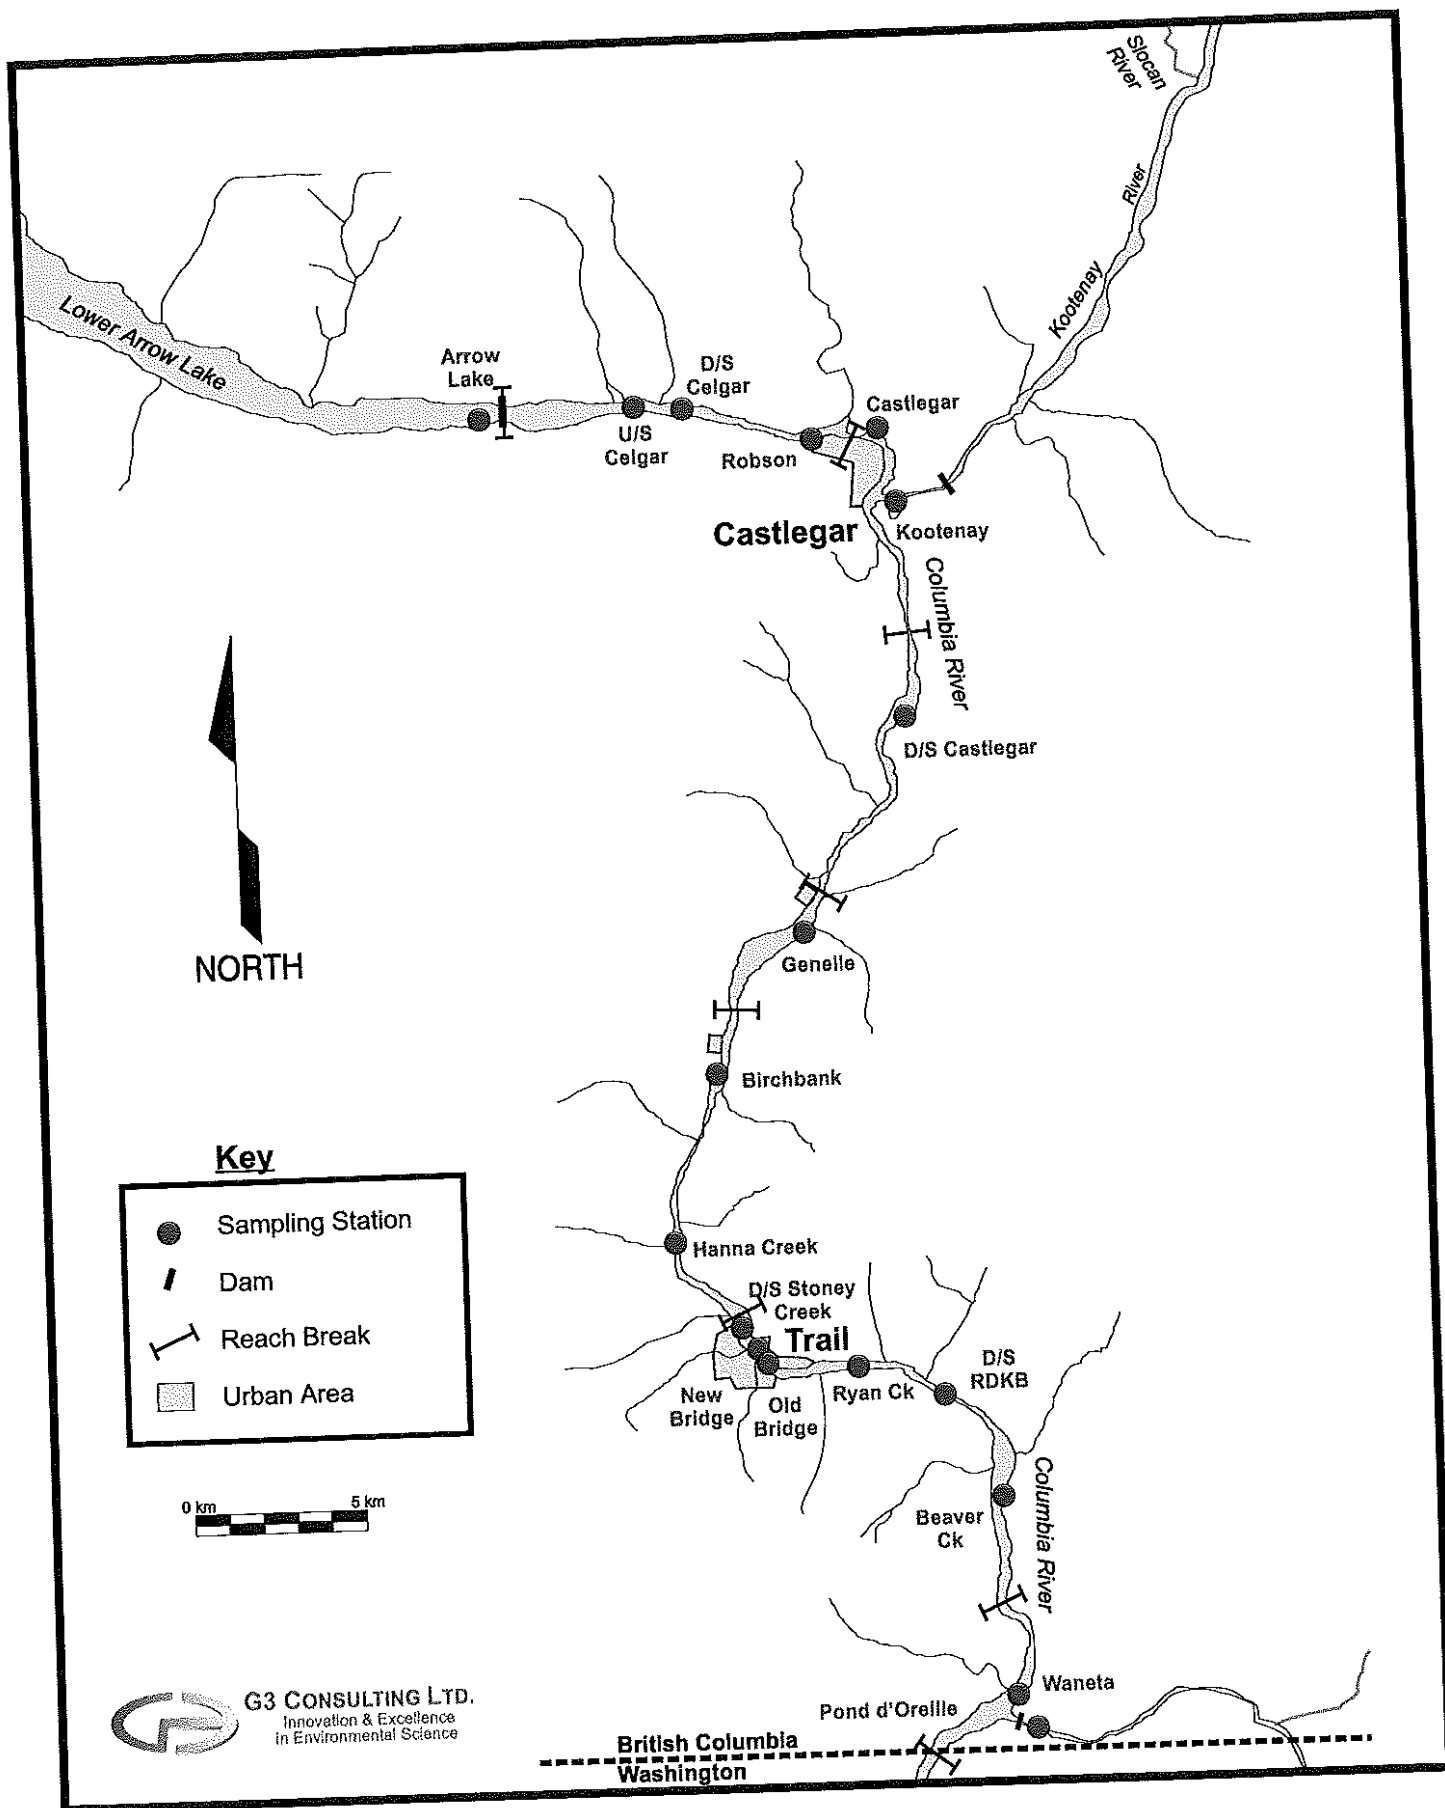 Slocan
River
River
Kootenay
Lower Arrow Lake
Arrow
Lake
D/S
Celgar
U/S
Celgar
Castlegar
Robson
Castlegar
Kootenay
Columbia River
D/S Castlegar
Genelle
NORTH
Birchbank
Key
Sampling Station
Dam
Reach Break
Urban Area
Hanna Creek
D/S Stoney
Creek
Trail
New
Bridge
Old
Bridge
Ryan Ck
D/S
RDKB
0 km
5 km
Beaver
Ck
Columbia River
Waneta
Pond d'Oreille
G3 CONSULTING LTD.
Innovation & Excellence
in Environmental Science
British Columbia
Washington